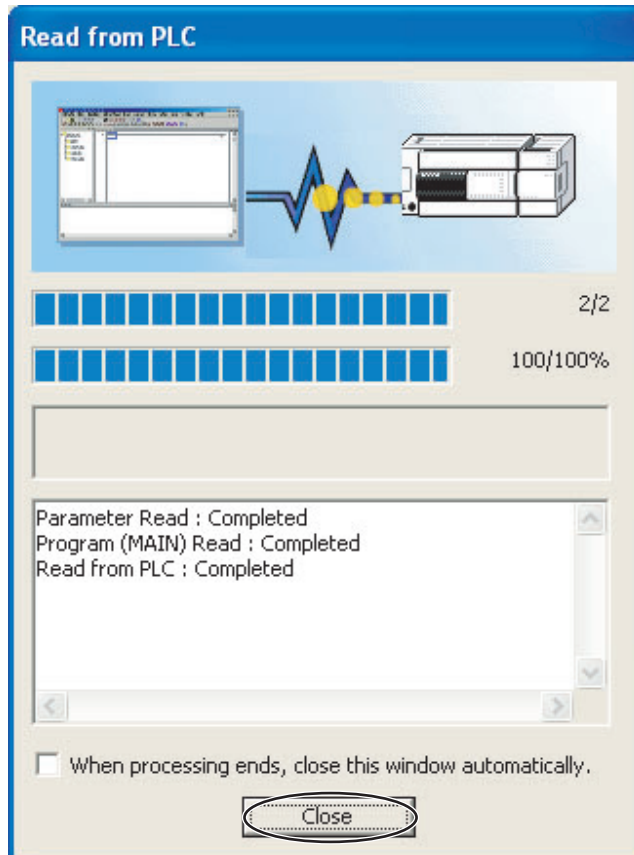 Read from PLC
2/2
100/100%
Parameter Read : Completed
Program (MAIN) Read : Completed
Read from PLC : Completed
When processing ends, close this window automatically.
Close